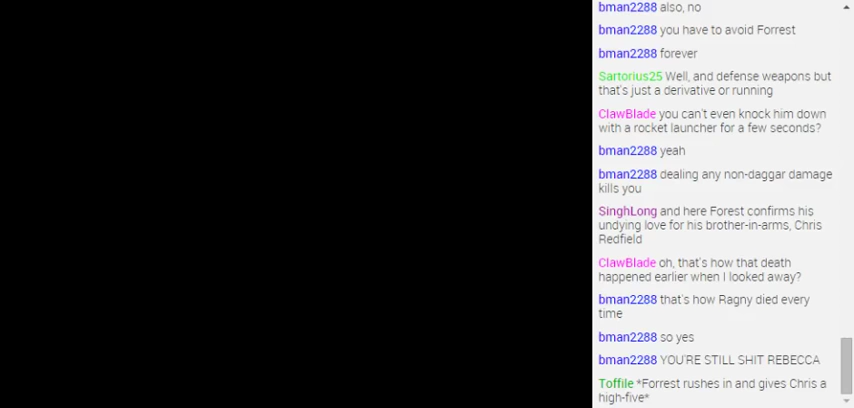 bman2288 also, no
bman2288 you have to avoid Forrest
bman2288 forever
Sartorius25 Well, and defense weapons but
that's just a derivative or running
ClawBlade you can't even knock him down
with a rocket launcher for a few seconds?
bman2288 yeah
bman2288 dealing any non-daggar damage
kills you
SinghLong and here Forest confirms his
undying love for his brother-in-arms, Chris
Redfield
ClawBlade oh, that's how that death
happened earlier when I looked away?
bman2288 that's how Ragny died every
time
bman2288 so yes
bman2288 YOU'RE STILL SHIT REBECCA
Toffile *Forrest rushes in and gives Chris a
high-five*